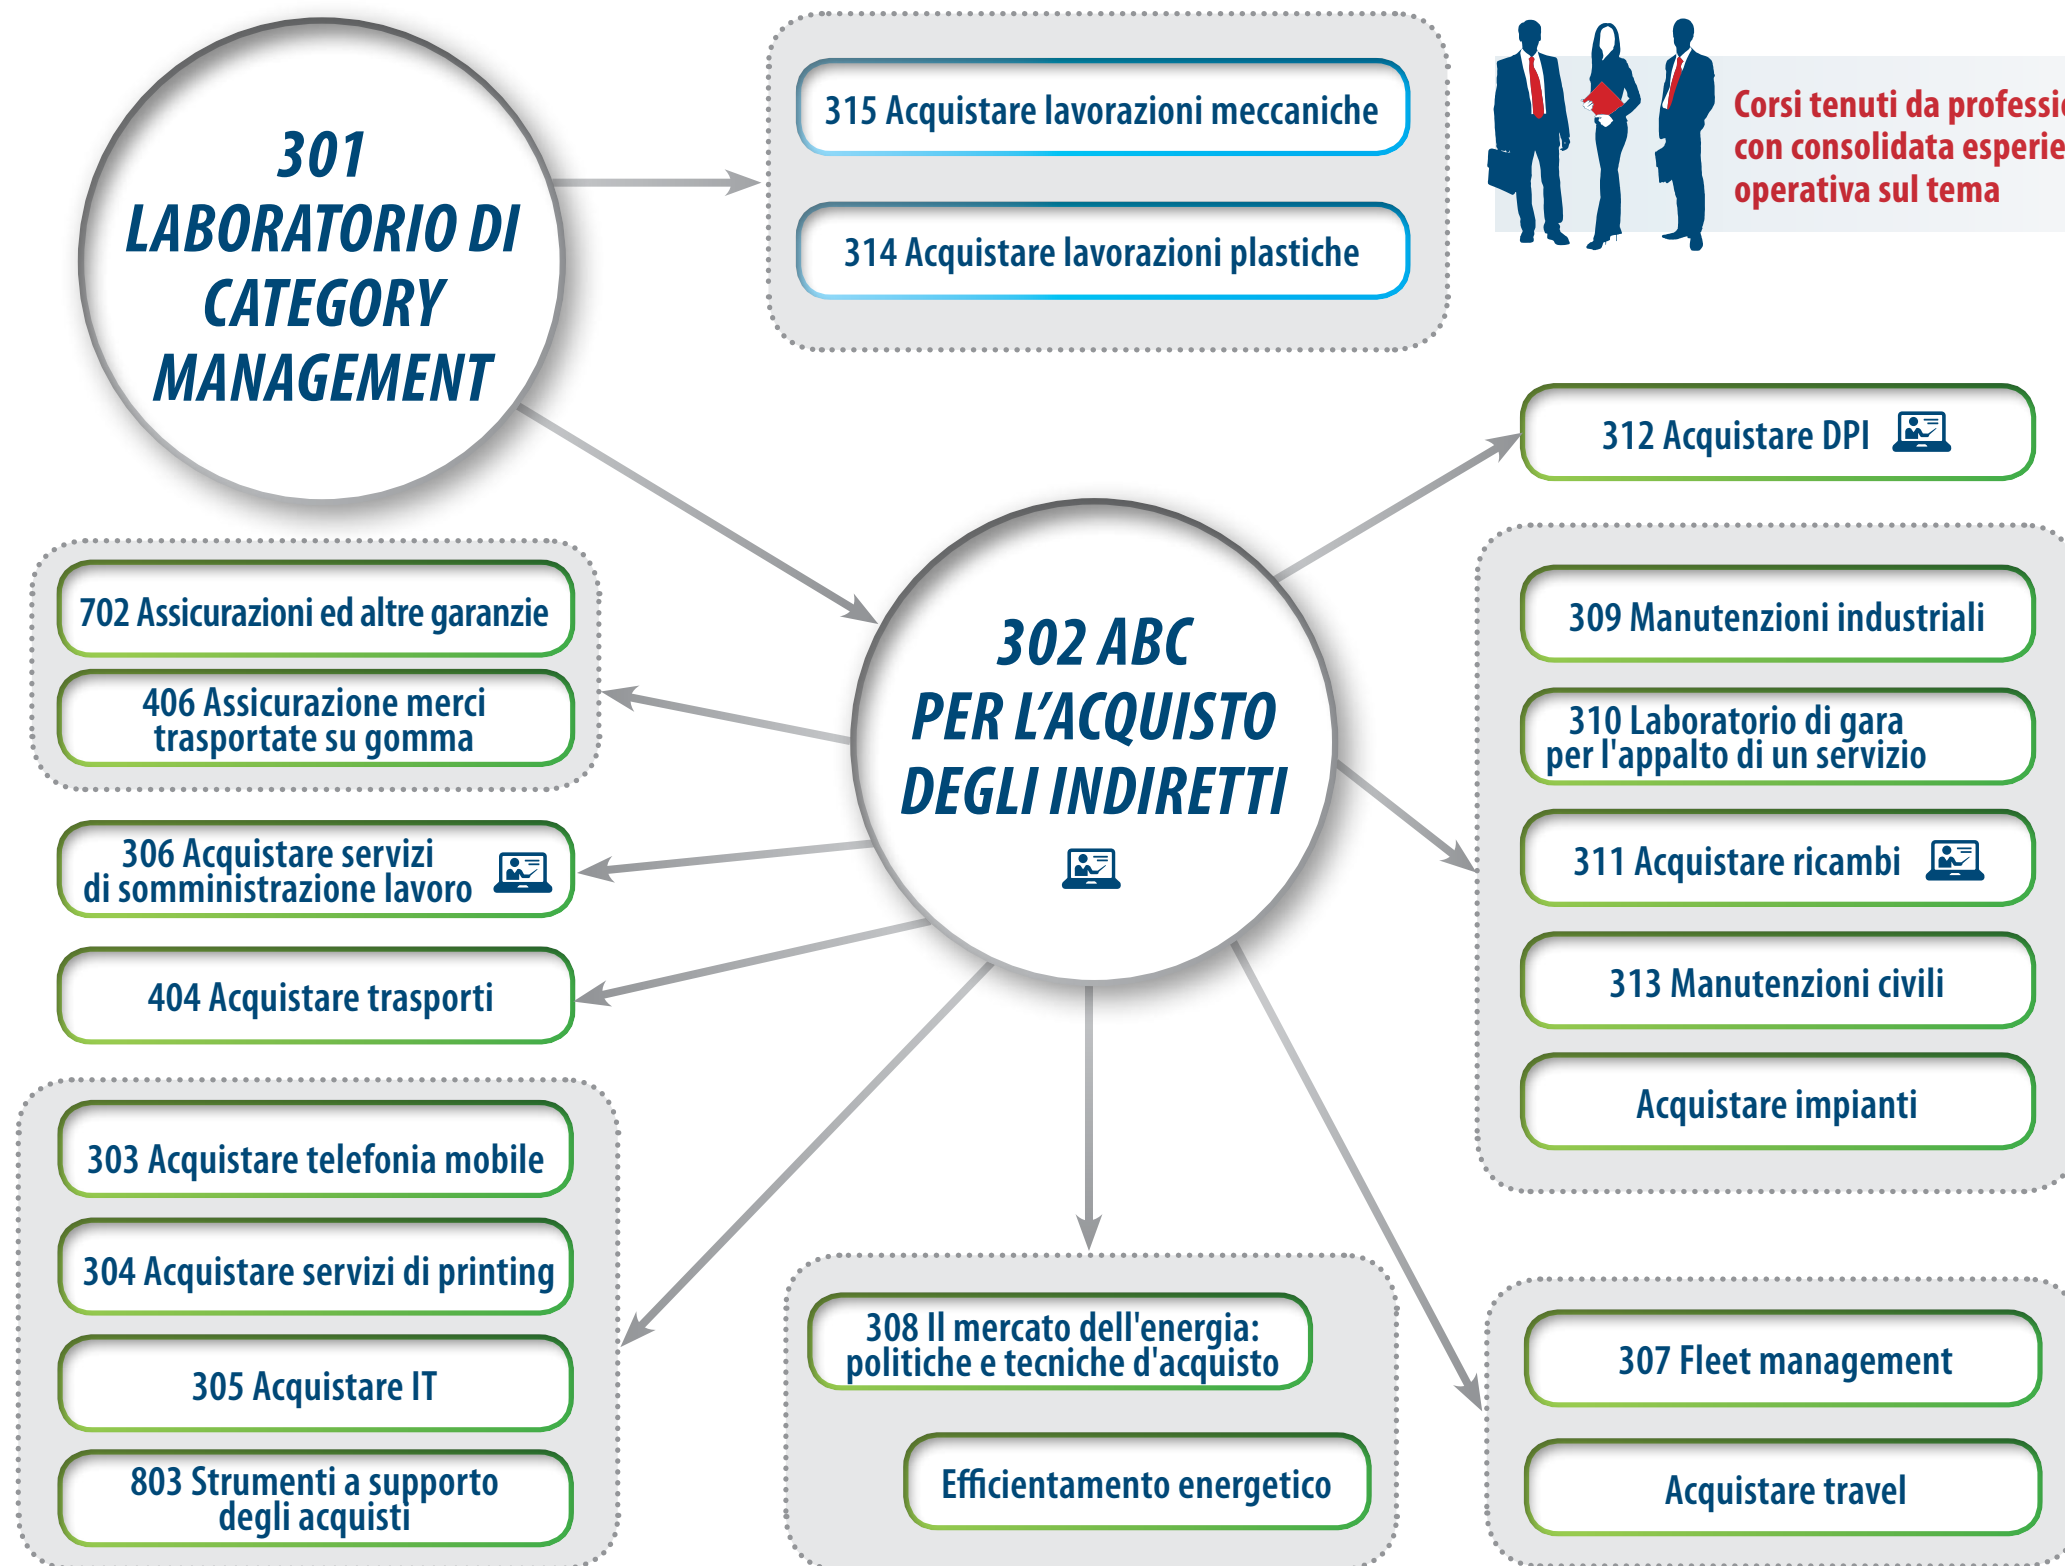 301
LABORATORIO DI
CATEGORY
MANAGEMENT
315 Acquistare lavorazioni meccaniche
314 Acquistare lavorazioni plastiche
Corsi tenuti da
con consolidata
operativa sul tema
312 Acquistare DPI
702 Assicurazioni ed altre garanzie
406 Assicurazione merci
trasportate su gomma
306 Acquistare servizi
di somministrazione lavoro
404 Acquistare trasporti
302 ABC
PER L'ACQUISTO
DEGLI INDIRETTI
309 Manutenzioni industriali
310 Laboratorio di gara
per l'appalto di un servizio
311 Acquistare ricambi
313 Manutenzioni civili
Acquistare impianti
303 Acquistare telefonia mobile
304 Acquistare servizi di printing
305 Acquistare IT
803 Strumenti a supporto
degli acquisti
308 Il mercato dell'energia:
politiche e tecniche d'acquisto
Efficientamento energetico
307 Fleet management
Acquistare travel